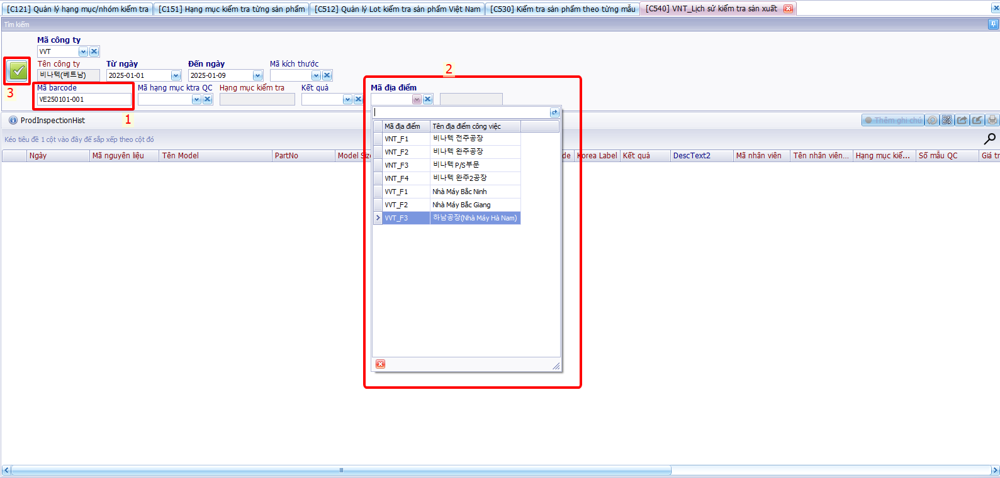 [C121] Quản lý hạng mục/nhóm kiểm tra [C151] Hạng mục kiểm tra từng sản phẩm [C512] Quản lý Lot kiểm tra sản phẩm Việt Nam [C530] Kiểm tra sản phẩm theo từng mẫu [C540] VNT_Lịch sử kiểm tra sản xuất
Tìm kiếm
Mã công ty
VVT
Tên công ty Từ ngày Đến ngày Mã kích thước
비나텍(베트남) 2025-01-01 2025-01-09
2
3
Mã barcode Mã hạng mục ktra QC Hạng mục kiểm tra Kết quả Mã địa điểm
VE250101-001
1
ProdInspectionHist Thêm ghi chú
Kéo tiêu đề 1 cột vào đây để sắp xếp theo cột đó
Ngày Mã nguyên liệu Tên Model PartNo Model Size de Korea Label Kết quả DescText2 Mã nhân viên Tên nhân viên... Hạng mục kiể... Số mẫu QC Giá tr
Mã địa điểm Tên địa điểm công việc
VNT_F1 비나텍 전주공장
VNT_F2 비나텍 완주공장
VNT_F3 비나텍 P/S부문
VNT_F4 비나텍 완주2공장
VVT_F1 Nhà Máy Bắc Ninh
VVT_F2 Nhà Máy Bắc Giang
VVT_F3 하남공장(Nhà Máy Hà Nam)